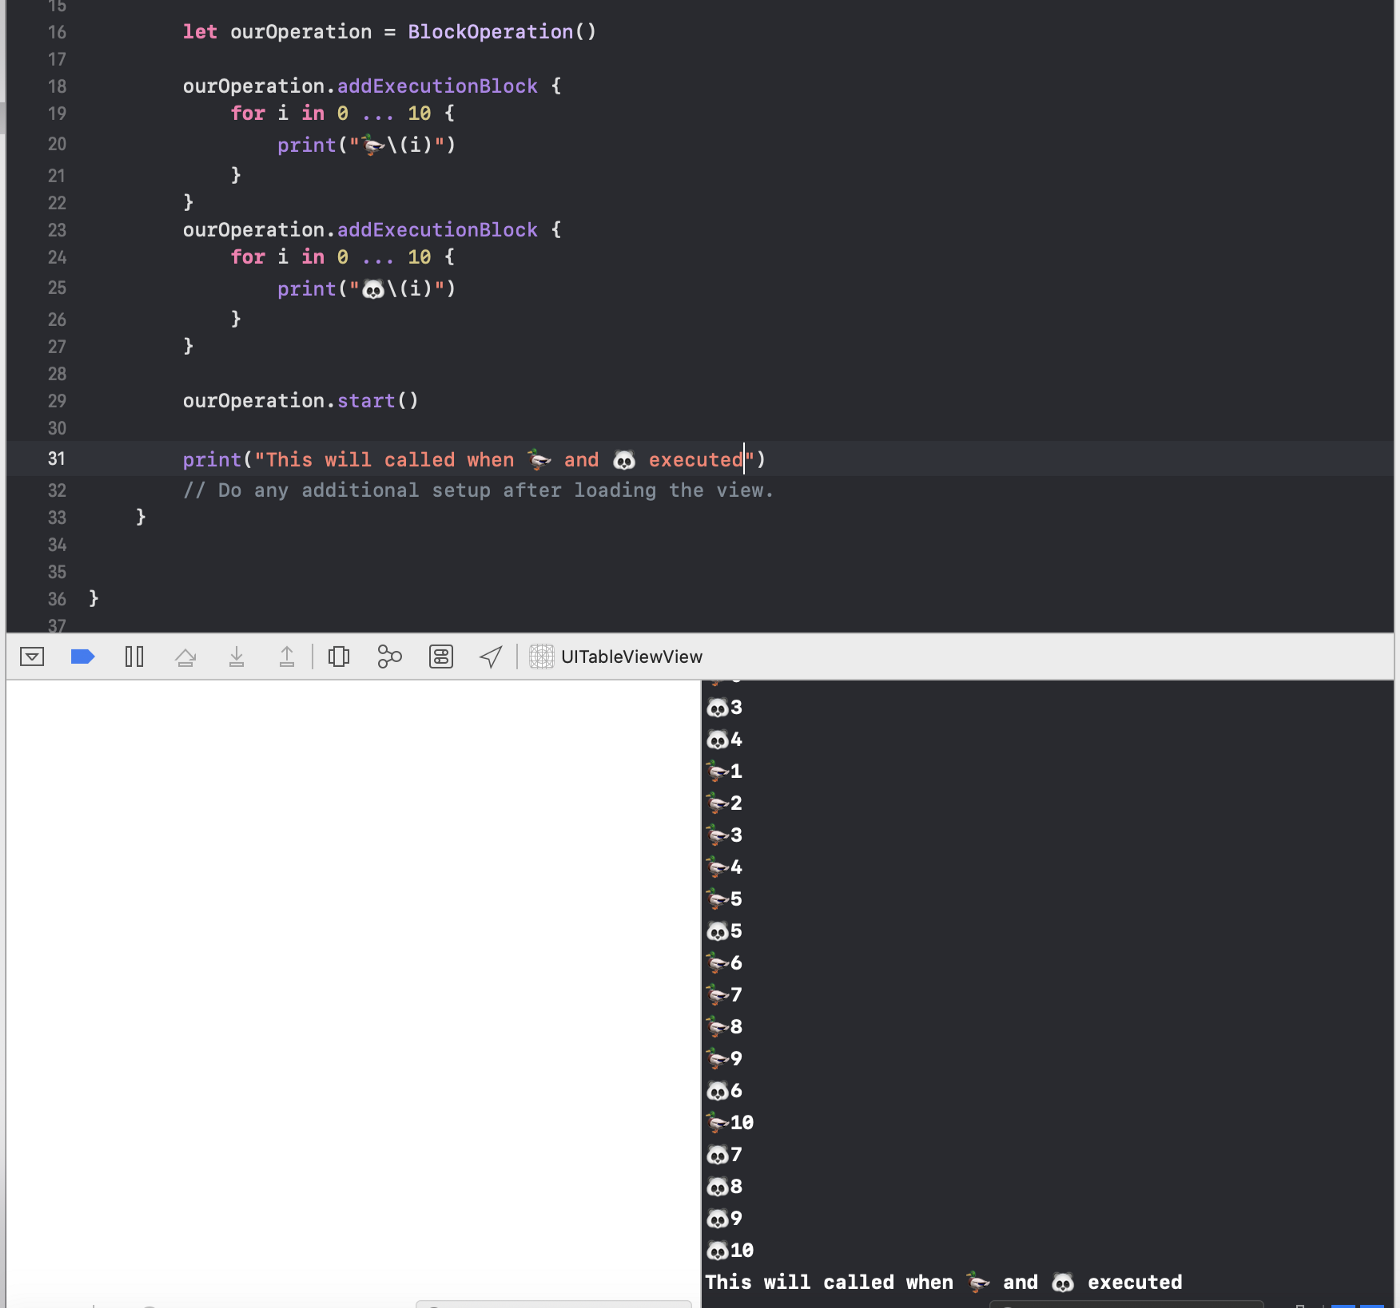 15
16 let ourOperation = BlockOperation()
17
18 ourOperation.addExecutionBlock {
19 for i in 0 ... 10 {
20 print("🦆\(i)")
21 }
22 }
23 ourOperation.addExecutionBlock {
24 for i in 0 ... 10 {
25 print("🐼\(i)")
26 }
27 }
28
29 ourOperation.start()
30
31 print("This will called when 🦆 and 🐼 executed")
32 // Do any additional setup after loading the view.
33 }
34
35
36 }
37
UITableViewView
🐼3
🐼4
🦆1
🦆2
🦆3
🦆4
🦆5
🐼5
🦆6
🦆7
🦆8
🦆9
🐼6
🦆10
🐼7
🐼8
🐼9
🐼10
This will called when 🦆 and 🐼 executed